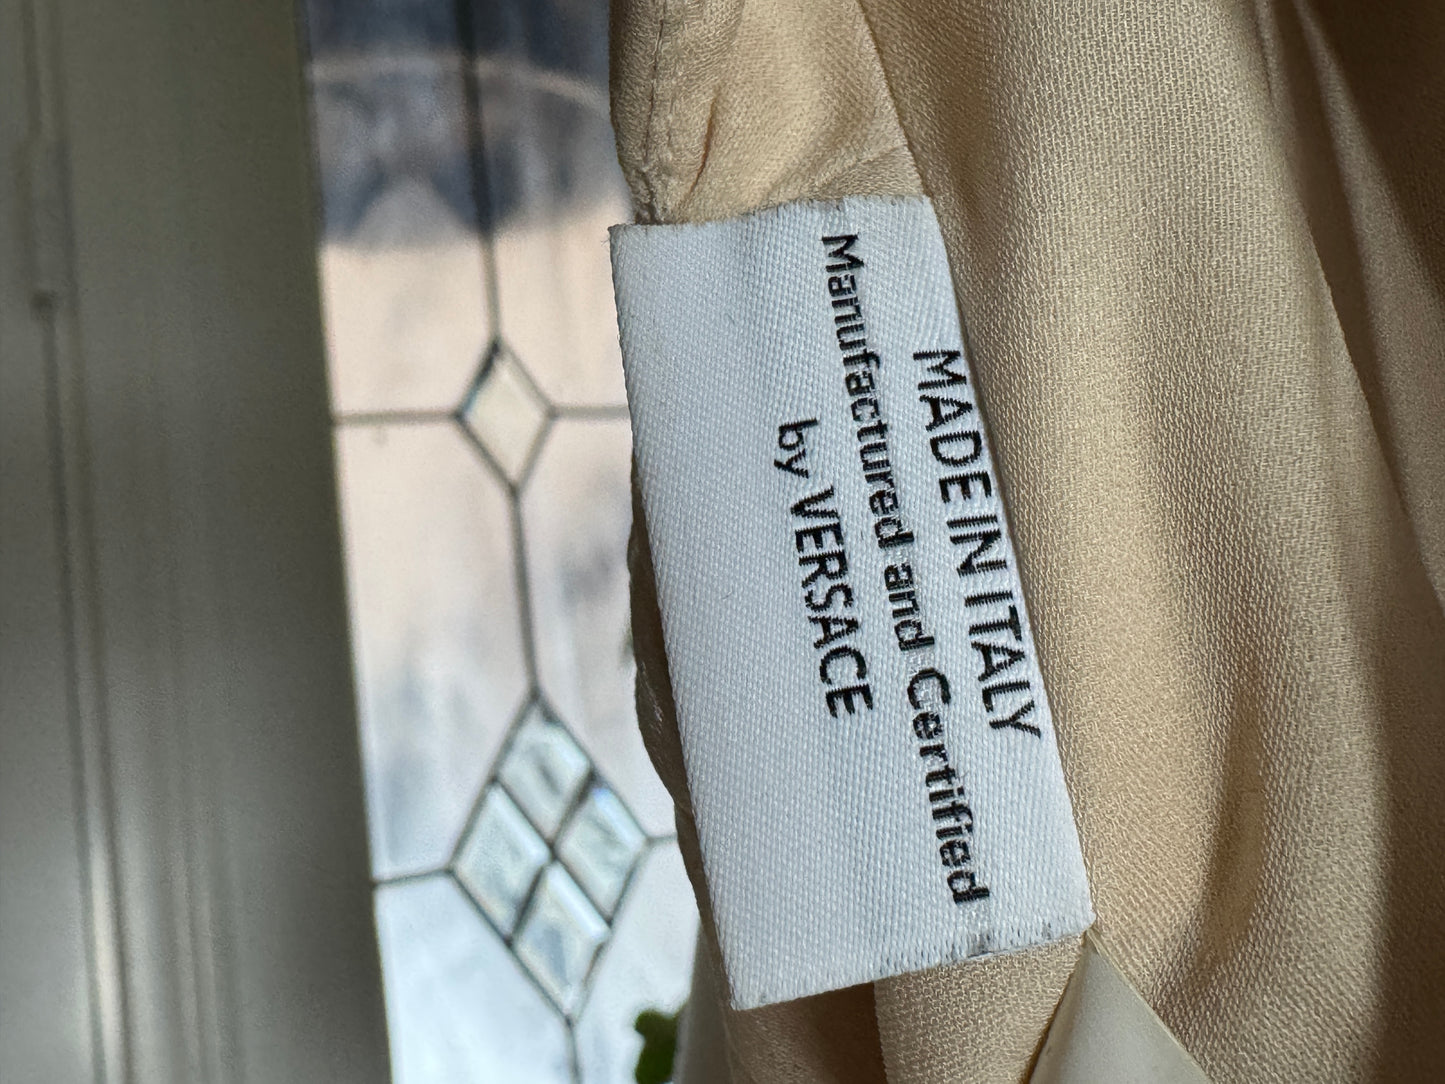 MADE IN ITALY
Manufactured and Certified
by VERSACE